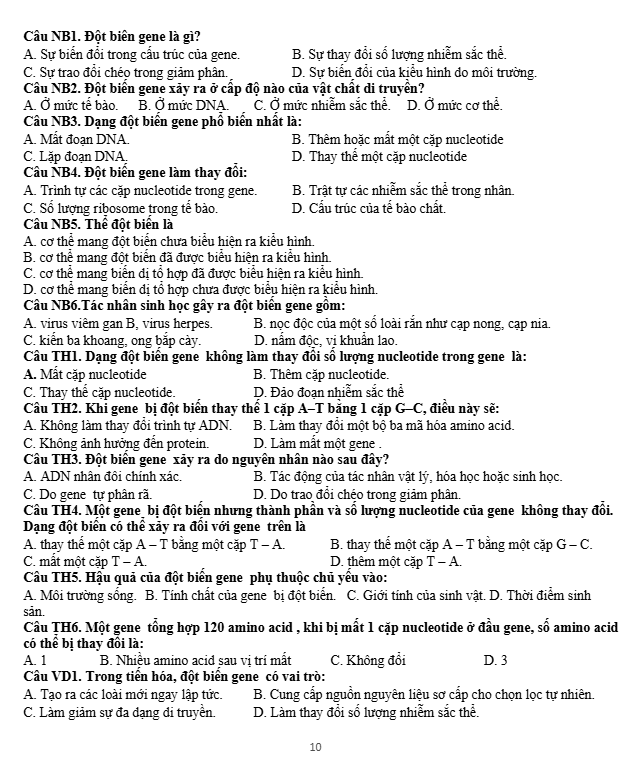 Câu NB1. Đột biến gene là gì?
A. Sự biến đổi trong cấu trúc của gene. B. Sự thay đổi số lượng nhiễm sắc thể.
C. Sự trao đổi chéo trong giảm phân. D. Sự biến đổi của kiểu hình do môi trường.
Câu NB2. Đột biến gene xảy ra ở cấp độ nào của vật chất di truyền?
A. Ở mức tế bào. B. Ở mức DNA. C. Ở mức nhiễm sắc thể. D. Ở mức cơ thể.
Câu NB3. Dạng đột biến gene phổ biến nhất là:
A. Mất đoạn DNA. B. Thêm hoặc mất một cặp nucleotide
C. Lặp đoạn DNA. D. Thay thế một cặp nucleotide
Câu NB4. Đột biến gene làm thay đổi:
A. Trình tự các cặp nucleotide trong gene. B. Trật tự các nhiễm sắc thể trong nhân.
C. Số lượng ribosome trong tế bào. D. Cấu trúc của tế bào chất.
Câu NB5. Thể đột biến là
A. cơ thể mang đột biến chưa biểu hiện ra kiểu hình.
B. cơ thể mang đột biến đã được biểu hiện ra kiểu hình.
C. cơ thể mang biến dị tổ hợp đã được biểu hiện ra kiểu hình.
D. cơ thể mang biến dị tổ hợp chưa được biểu hiện ra kiểu hình.
Câu NB6.Tác nhân sinh học gây ra đột biến gene gồm:
A. virus viêm gan B, virus herpes. B. nọc độc của một số loài rắn như cạp nong, cạp nia.
C. kiến ba khoang, ong bắp cày. D. nấm độc, vi khuẩn lao.
Câu TH1. Dạng đột biến gene không làm thay đổi số lượng nucleotide trong gene là:
A. Mất cặp nucleotide B. Thêm cặp nucleotide.
C. Thay thế cặp nucleotide. D. Đảo đoạn nhiễm sắc thể
Câu TH2. Khi gene bị đột biến thay thế 1 cặp A–T bằng 1 cặp G–C, điều này sẽ:
A. Không làm thay đổi trình tự ADN. B. Làm thay đổi một bộ ba mã hóa amino acid.
C. Không ảnh hưởng đến protein. D. Làm mất một gene .
Câu TH3. Đột biến gene xảy ra do nguyên nhân nào sau đây?
A. ADN nhân đôi chính xác. B. Tác động của tác nhân vật lý, hóa học hoặc sinh học.
C. Do gene tự phân rã. D. Do trao đổi chéo trong giảm phân.
Câu TH4. Một gene bị đột biến nhưng thành phần và số lượng nucleotide của gene không thay đổi.
Dạng đột biến có thể xảy ra đối với gene trên là
A. thay thế một cặp A – T bằng một cặp T – A. B. thay thế một cặp A – T bằng một cặp G – C.
C. mất một cặp T – A. D. thêm một cặp T – A.
Câu TH5. Hậu quả của đột biến gene phụ thuộc chủ yếu vào:
A. Môi trường sống. B. Tính chất của gene bị đột biến. C. Giới tính của sinh vật. D. Thời điểm sinh
sản.
Câu TH6. Một gene tổng hợp 120 amino acid , khi bị mất 1 cặp nucleotide ở đầu gene, số amino acid
có thể bị thay đổi là:
A. 1 B. Nhiều amino acid sau vị trí mất C. Không đổi D. 3
Câu VD1. Trong tiến hóa, đột biến gene có vai trò:
A. Tạo ra các loài mới ngay lập tức. B. Cung cấp nguồn nguyên liệu sơ cấp cho chọn lọc tự nhiên.
C. Làm giảm sự đa dạng di truyền. D. Làm thay đổi số lượng nhiễm sắc thể.
10